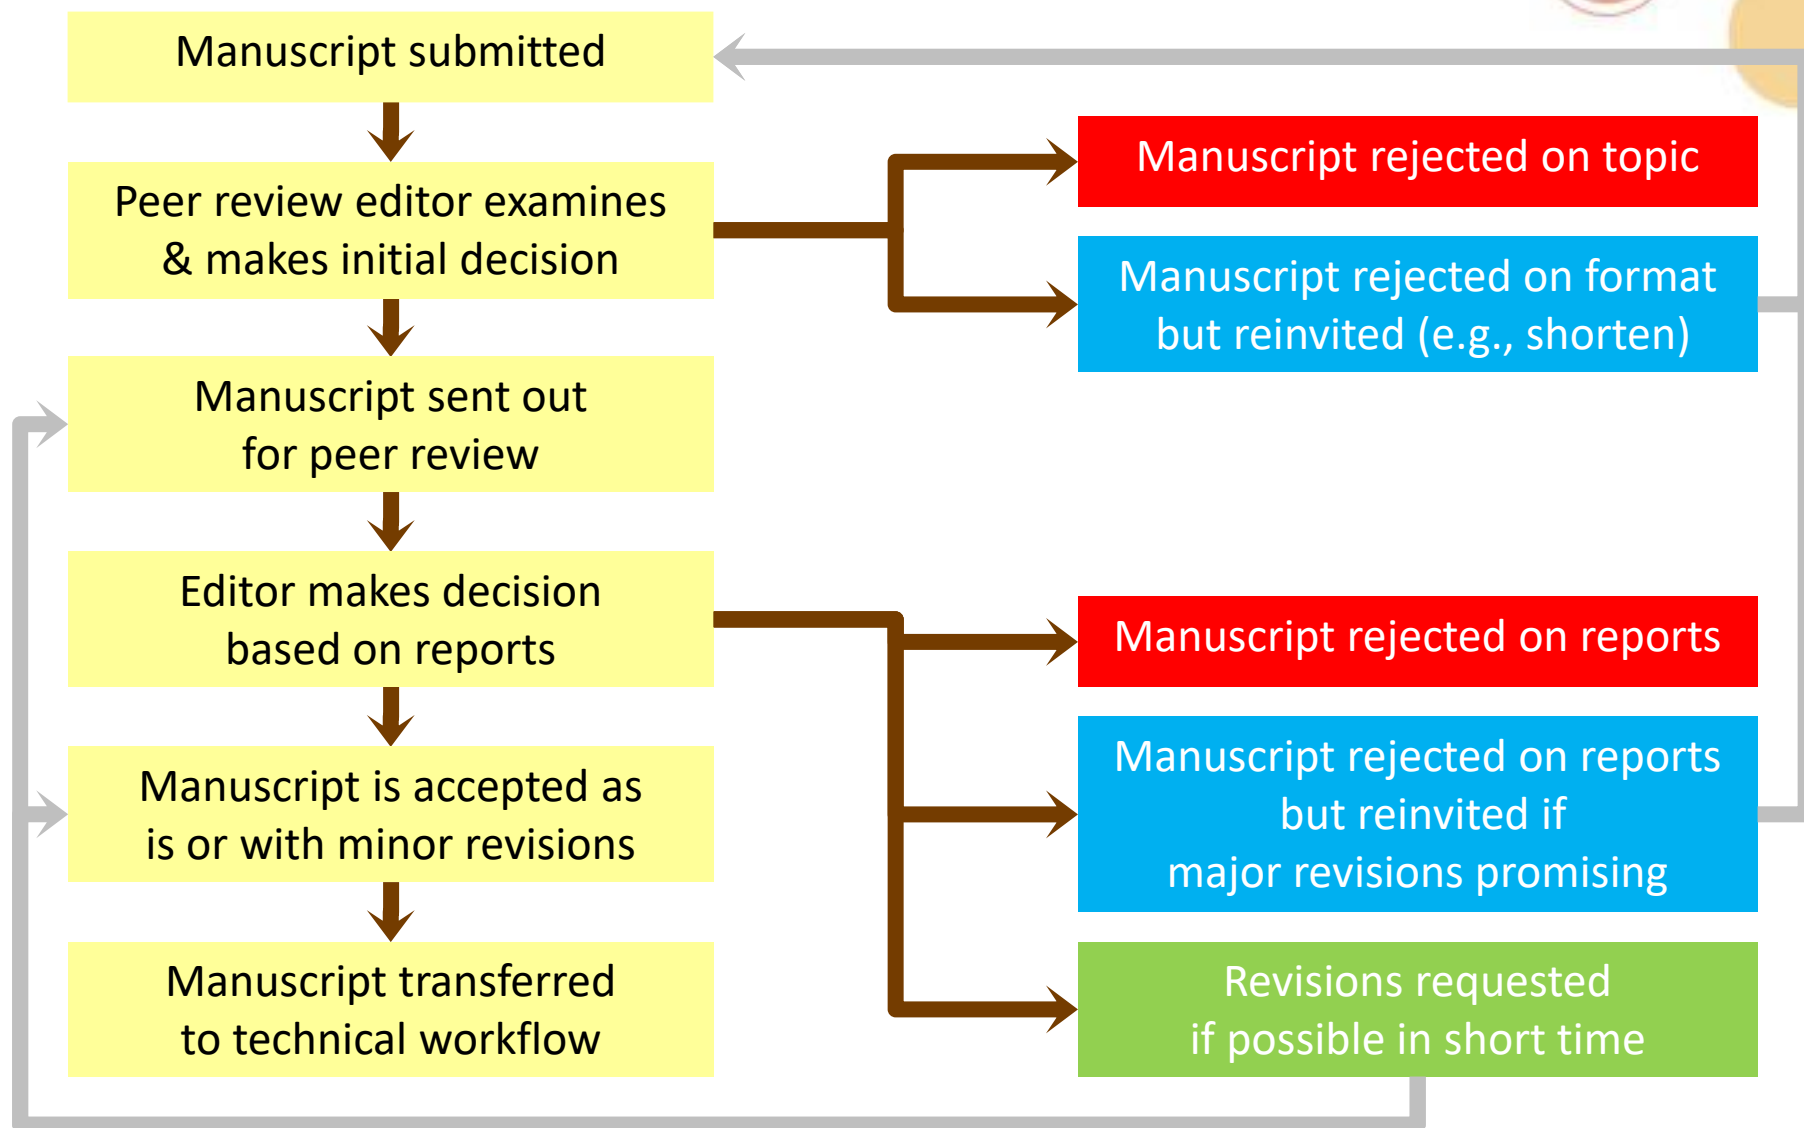 Manuscript submitted
Peer review editor examines
& makes initial decision
Manuscript rejected on topic
Manuscript rejected on format
but reinvited (e.g., shorten)
Manuscript sent out
for peer review
Editor makes decision
based on reports
Manuscript rejected on reports
Manuscript rejected on reports
but reinvited if
major revisions promising
Manuscript is accepted as
is or with minor revisions
Manuscript transferred
to technical workflow
Revisions requested
if possible in short time